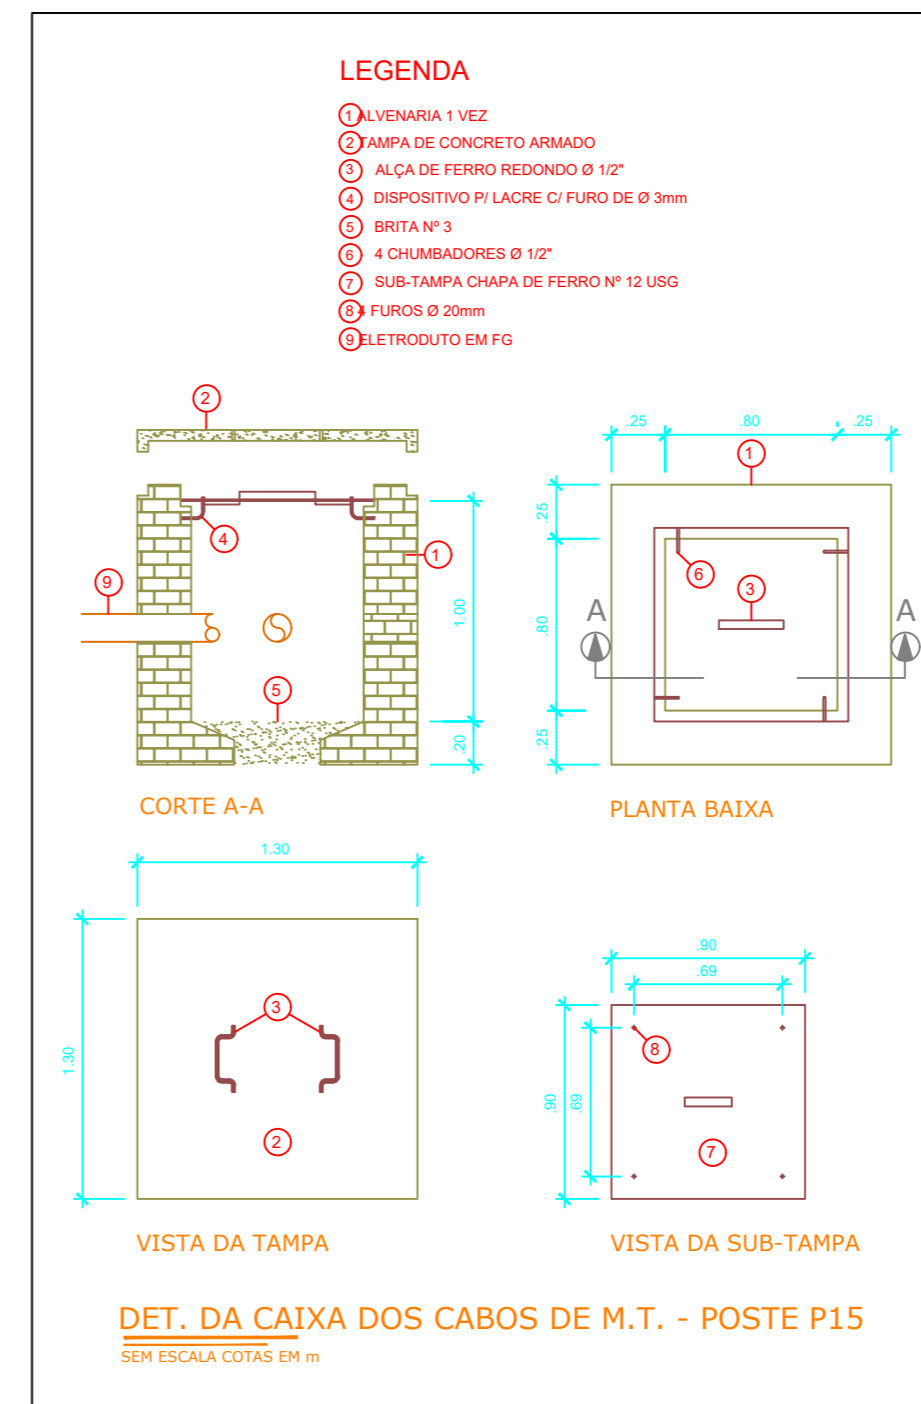 LEGENDA
1 ALVENARIA 1 VEZ
2 TAMPA DE CONCRETO ARMADO
3 ALÇA DE FERRO REDONDO Ø 1/2"
4 DISPOSITIVO P/ LACRE C/ FURO DE Ø 3mm
5 BRITA Nº 3
6 4 CHUMBADORES Ø 1/2"
7 SUB-TAMPA CHAPA DE FERRO Nº 12 USG
8 4 FUROS Ø 20mm
9 ELETRODUTO EM FG
2
4
1
9
5
1.00
.20
CORTE A-A
.25 .80 .25
1
.25
.80
.25
6
3
A A
PLANTA BAIXA
1.30
1.30
3
2
VISTA DA TAMPA
.90
.69
.90
.69
8
7
VISTA DA SUB-TAMPA
DET. DA CAIXA DOS CABOS DE M.T. - POSTE P15
SEM ESCALA COTAS EM m